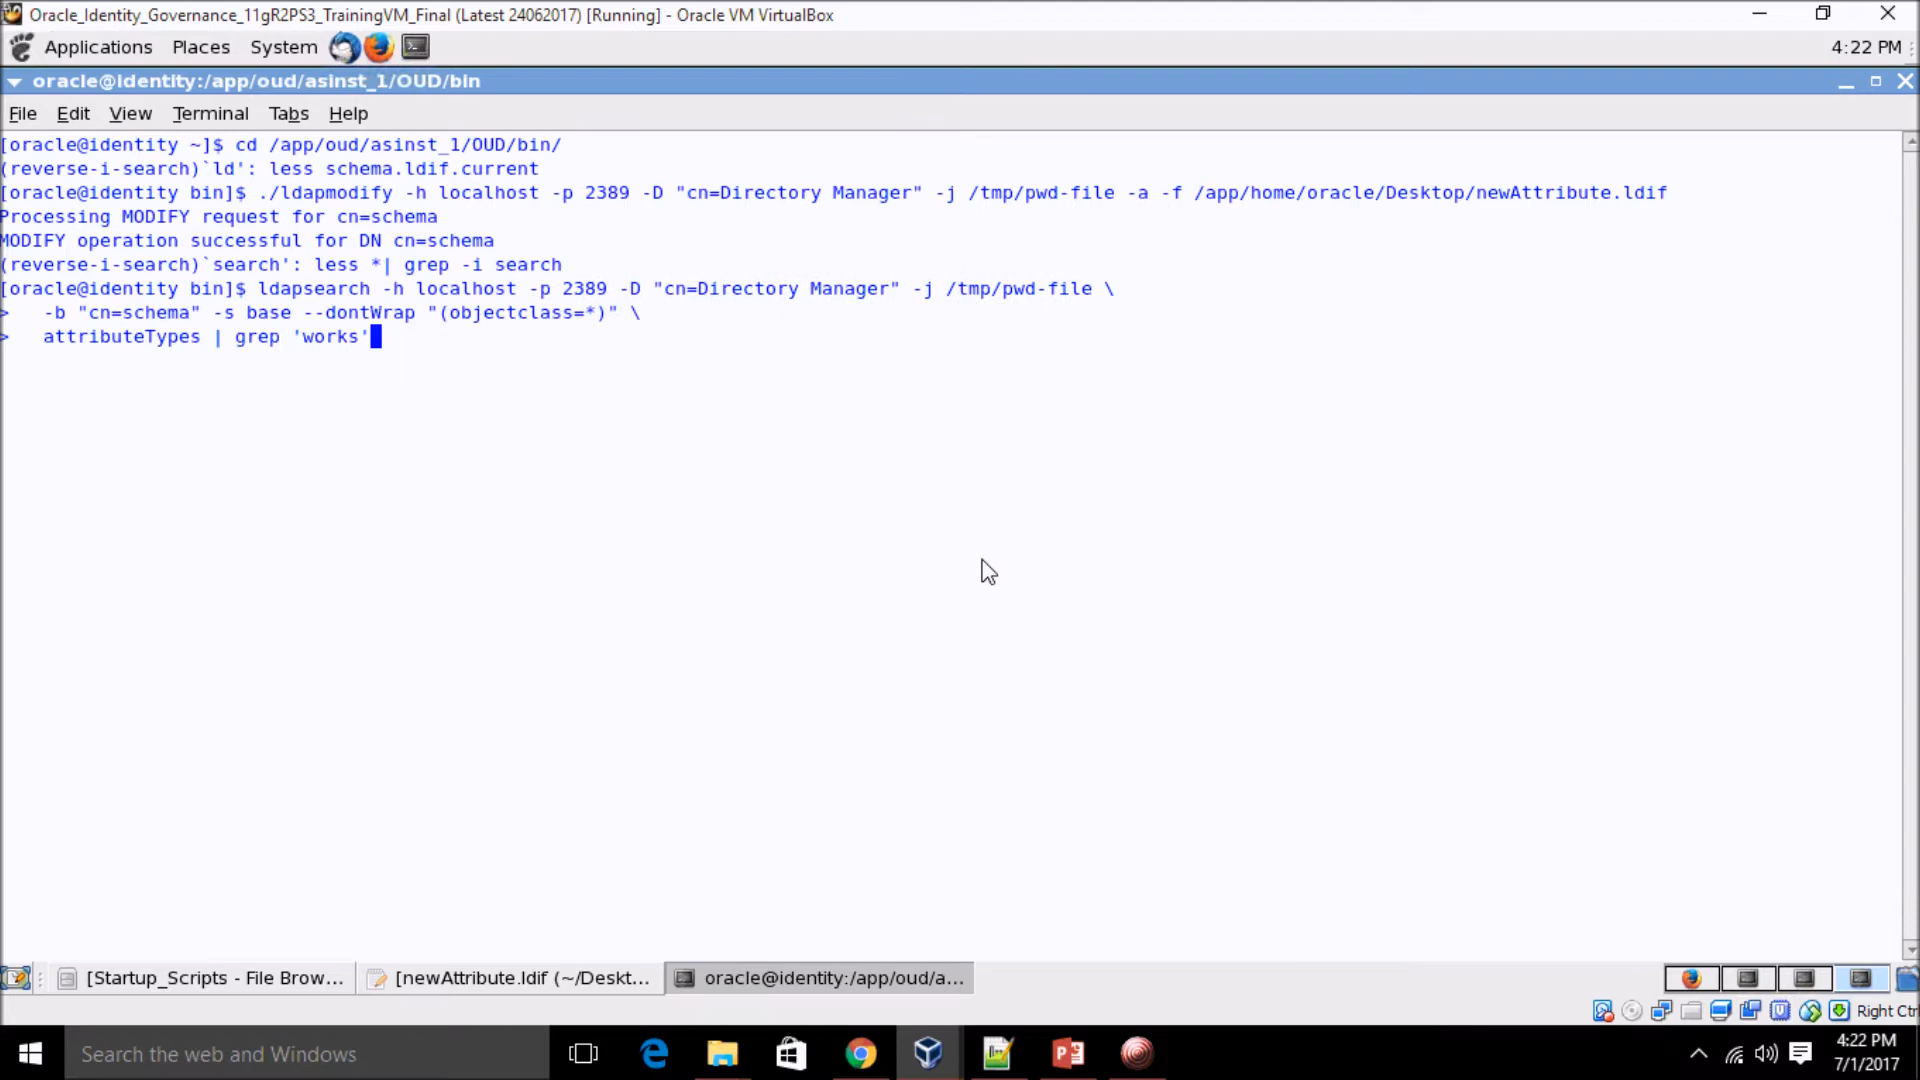 Oracle_Identity_Governance_11gR2PS3_TrainingVM_Final (Latest 24062017) [Running] - Oracle VM VirtualBox
Applications Places System 4:22 PM
oracle@identity:/app/oud/asinst_1/OUD/bin
File Edit View Terminal Tabs Help
[oracle@identity ~]$ cd /app/oud/asinst_1/OUD/bin/
(reverse-i-search)`ld': less schema.ldif.current
[oracle@identity bin]$ ./ldapmodify -h localhost -p 2389 -D "cn=Directory Manager" -j /tmp/pwd-file -a -f /app/home/oracle/Desktop/newAttribute.ldif
Processing MODIFY request for cn=schema
MODIFY operation successful for DN cn=schema
(reverse-i-search)`search': less *| grep -i search
[oracle@identity bin]$ ldapsearch -h localhost -p 2389 -D "cn=Directory Manager" -j /tmp/pwd-file \
> -b "cn=schema" -s base --dontWrap "(objectclass=*)" \
> attributeTypes | grep 'works'
[Startup_Scripts - File Brow... [newAttribute.ldif (~/Deskt... oracle@identity:/app/oud/a...
Right Ctr
Search the web and Windows
4:22 PM
7/1/2017